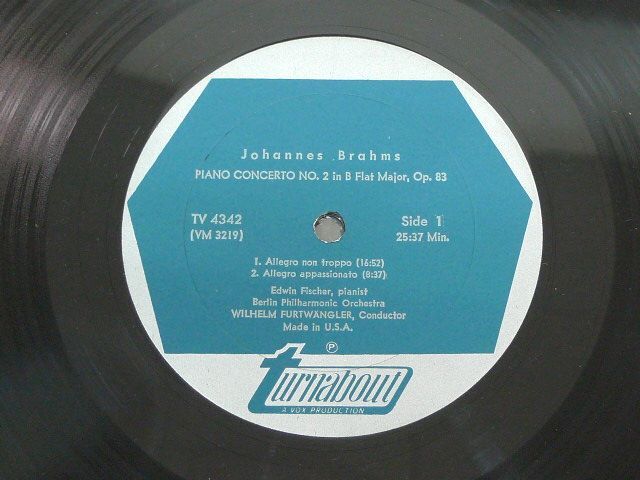 Johannes Brahms
PIANO CONCERTO NO. 2 in B Flat Major, Op. 83
TV 4342 Side 1
(VM 3219) 25:37 Min.
1. Allegro non troppo (16:52)
2. Allegro appassionato (8:37)
Edwin Fischer, pianist
Berlin Philharmonic Orchestra
WILHELM FURTWÄNGLER, Conductor
Made in U.S.A.
℗
turnabout
A VOX PRODUCTION